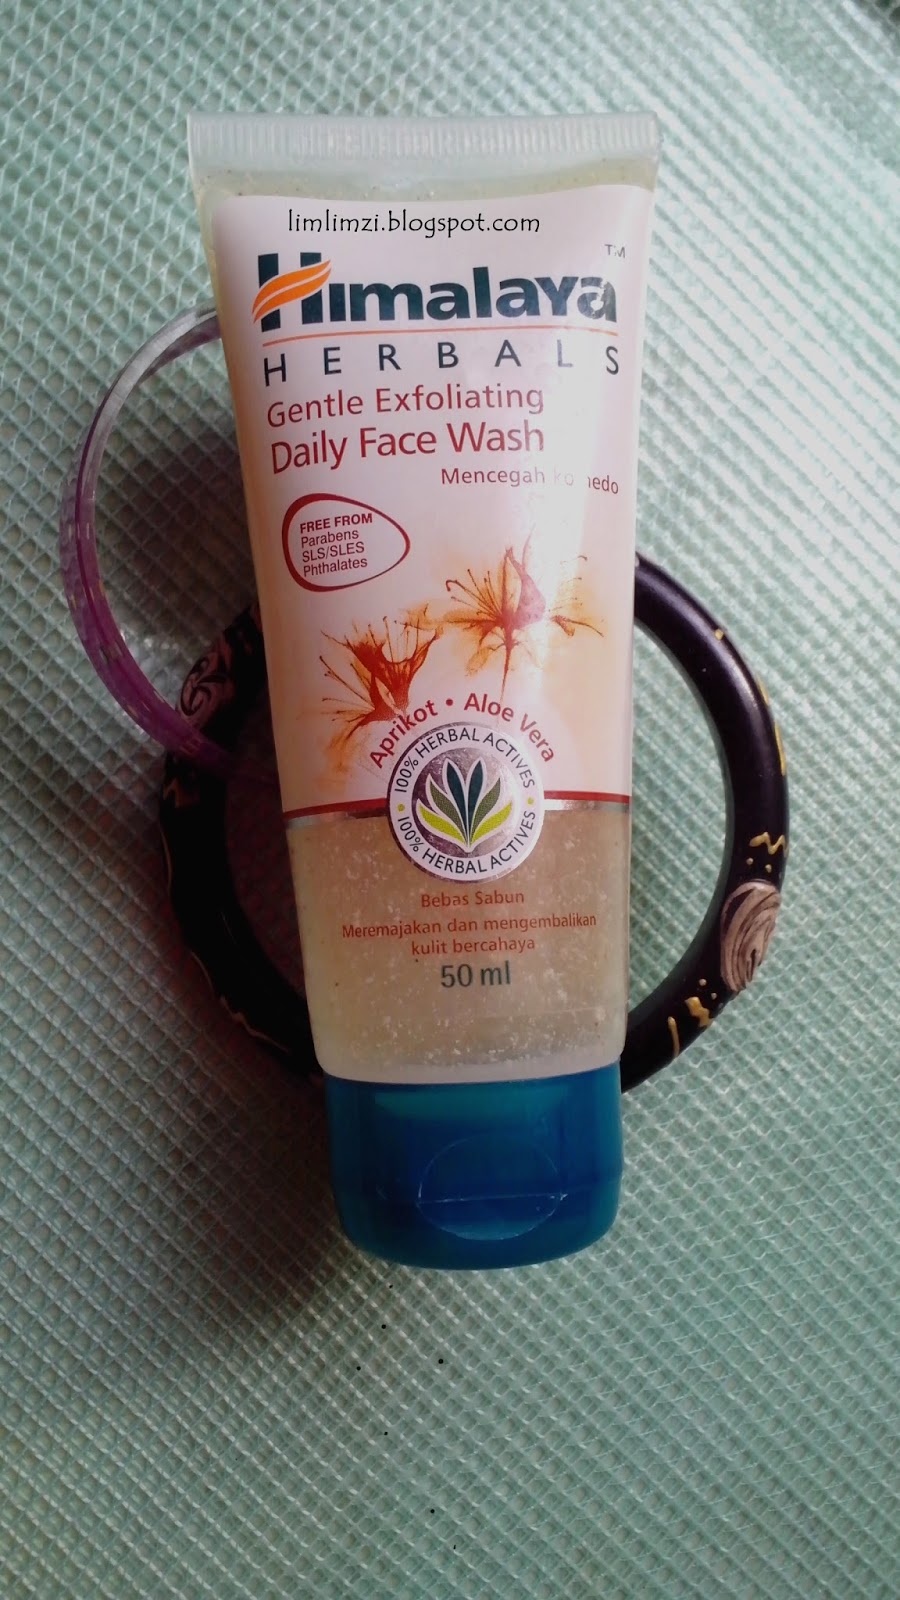 limlimzi.blogspot.com
Himalaya TM
HERBALS
Gentle Exfoliating
Daily Face Wash
Mencegah
FREE FROM
Parabens
SLS/SLES
Phthalates
Aprikot • Aloe Vera
100% HERBAL ACTIVES •
100% HERBAL ACTIVES •
Bebas Sabun
Meremajakan dan mengembalikan
kulit bercahaya
50 ml